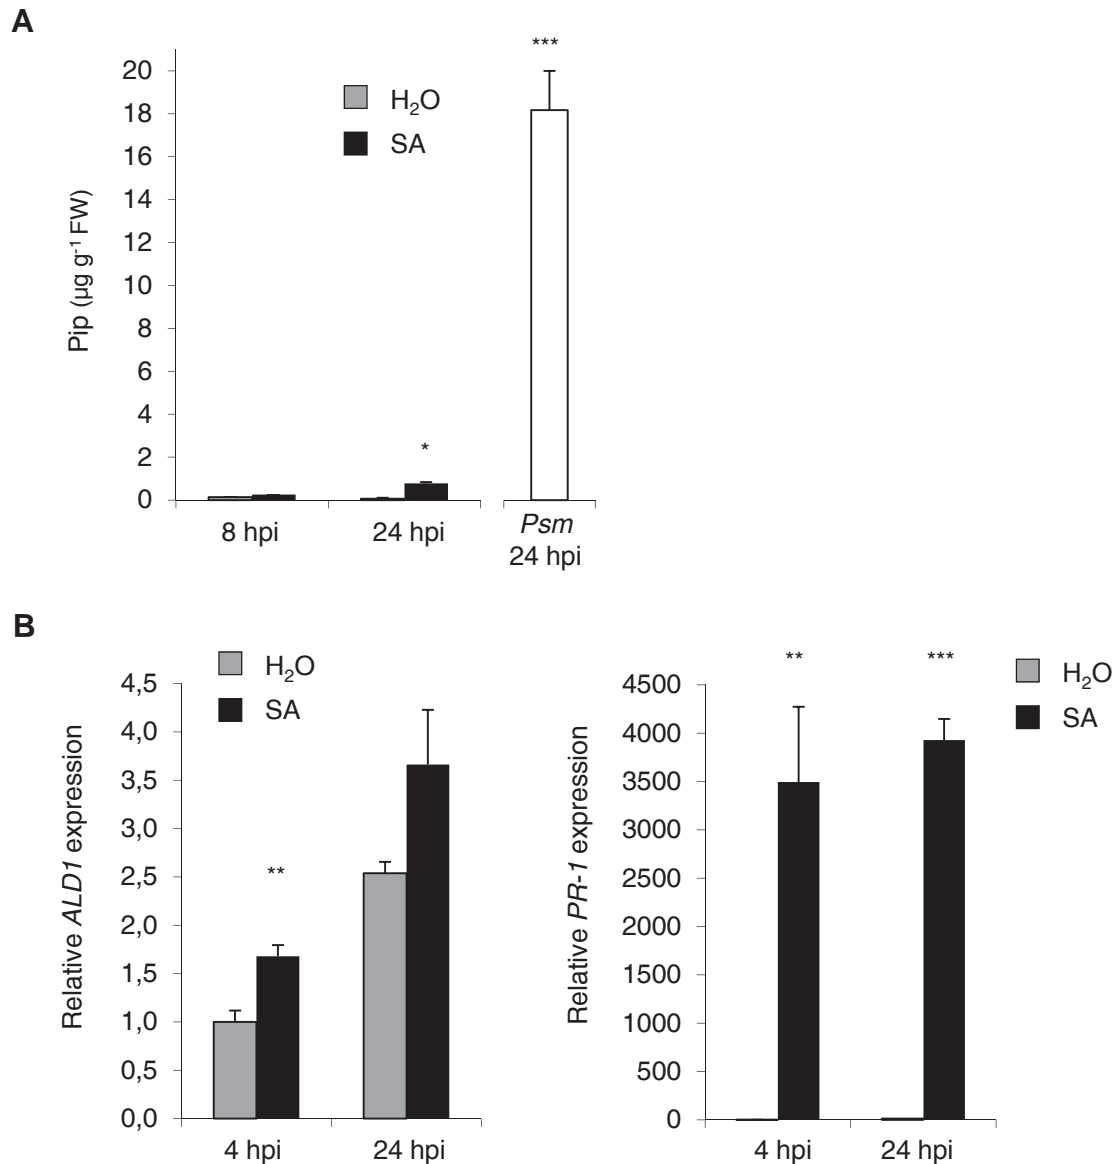 A
***
20
H₂O
18
SA
16
14
12
Pip (µg g⁻¹ FW)
10
8
6
4
*
2
0
8 hpi
24 hpi
Psm
24 hpi
B
H₂O
SA
4,5
4,0
3,5
3,0
**
2,5
2,0
1,5
1,0
0,5
0,0
Relative ALD1 expression
4 hpi
24 hpi
**
***
H₂O
SA
4500
4000
3500
3000
2500
2000
1500
1000
500
0
Relative PR-1 expression
4 hpi
24 hpi